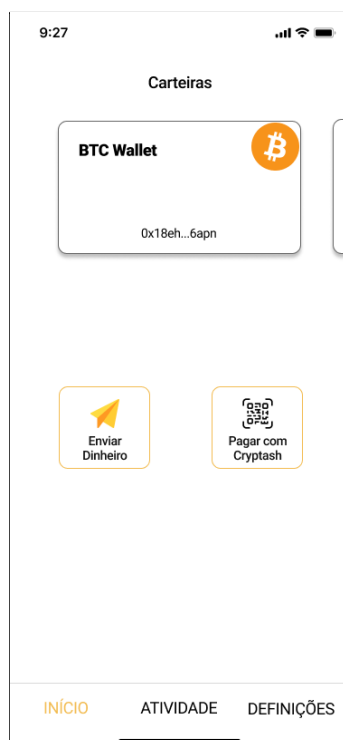 9:27
Carteiras
BTC Wallet
0x18eh...6apn
Enviar
Dinheiro
Pagar com
Cryptash
INÍCIO
ATIVIDADE
DEFINIÇÕES